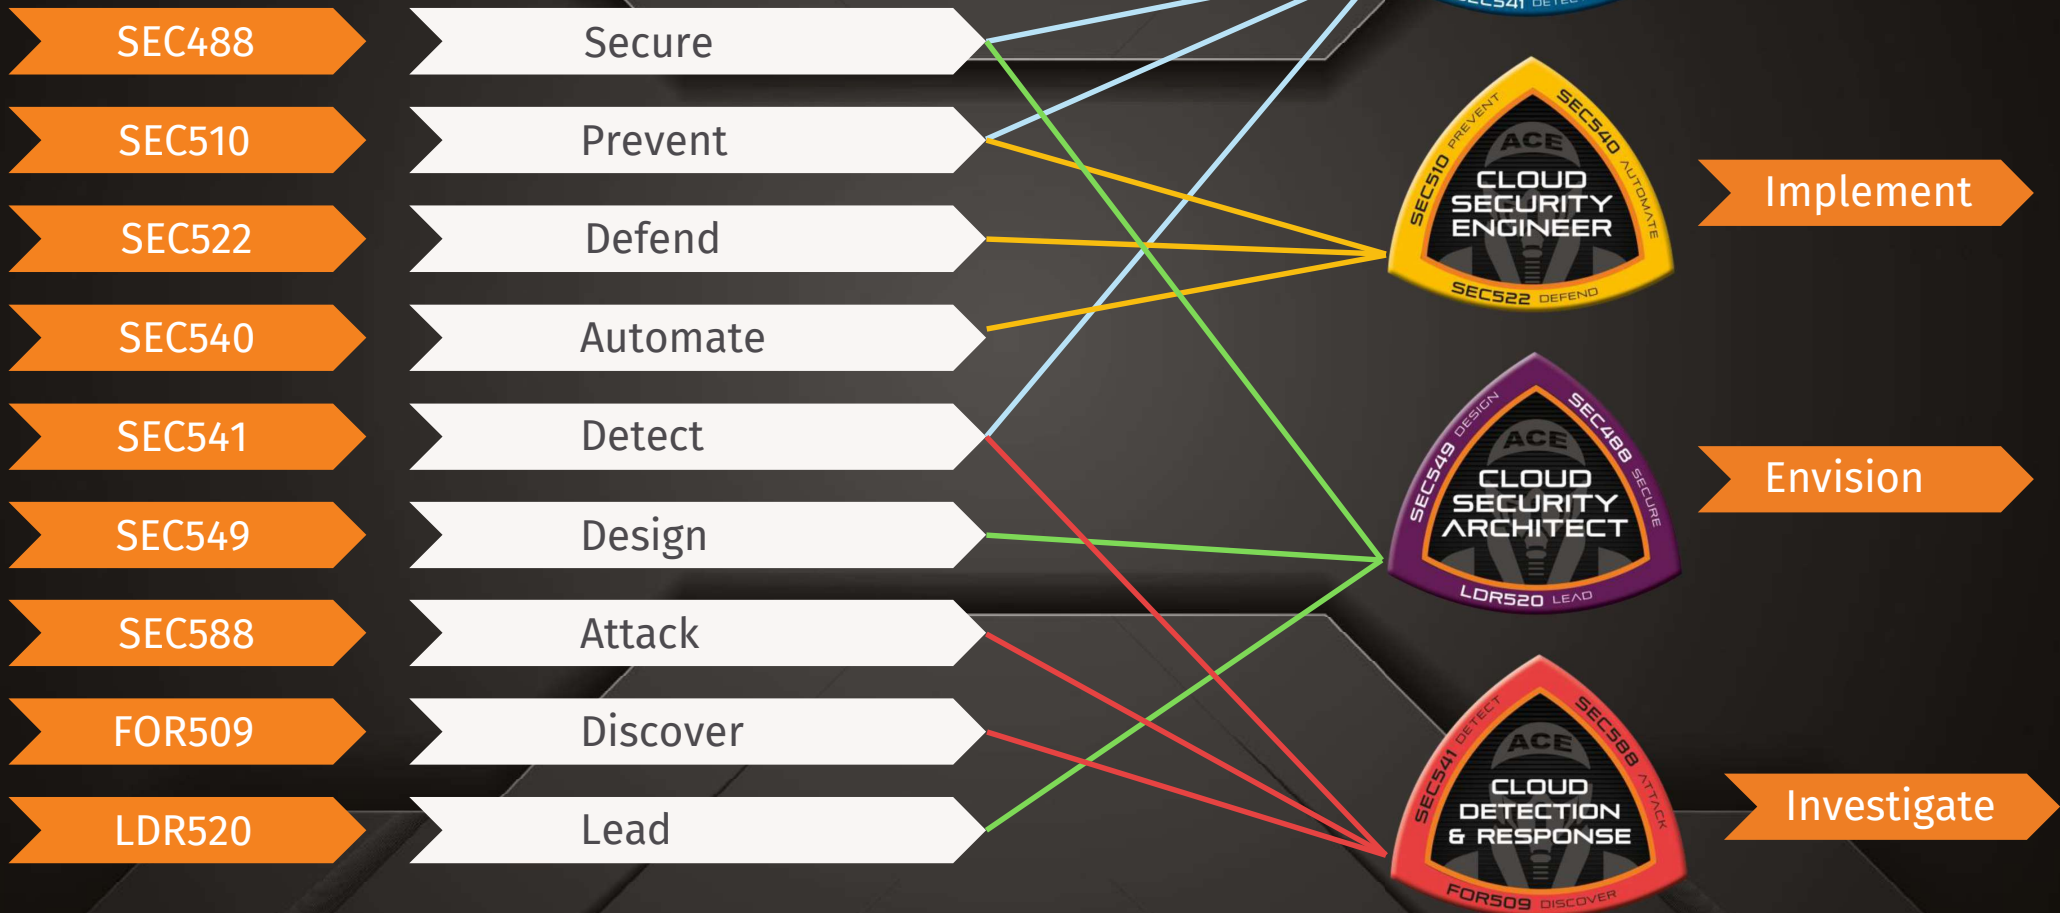 SEC488
Secure
SEC541 DETECT
SEC510
Prevent
SEC522
Defend
SEC540
Automate
SEC541
Detect
SEC549
Design
SEC588
Attack
FOR509
Discover
LDR520
Lead
SEC510 PREVENT
SEC540 AUTOMATE
ACE
CLOUD
SECURITY
ENGINEER
SEC522 DEFEND
Implement
SEC549 DESIGN
SEC488 SECURE
ACE
CLOUD
SECURITY
ARCHITECT
LDR520 LEAD
Envision
SEC541 DETECT
SEC588 ATTACK
ACE
CLOUD
DETECTION
& RESPONSE
FOR509 DISCOVER
Investigate